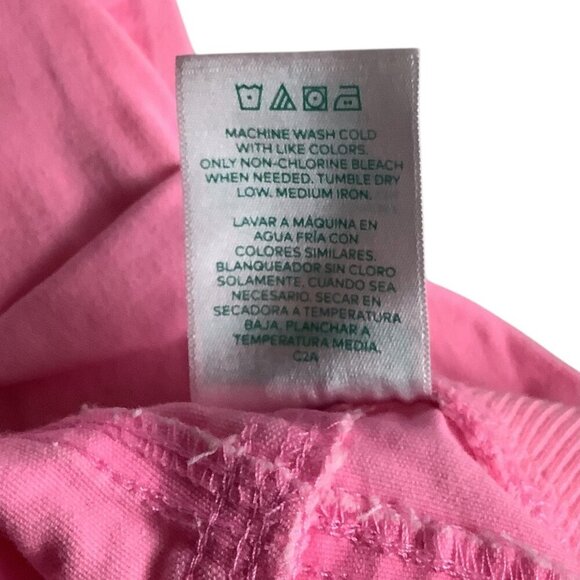 MACHINE WASH COLD
WITH LIKE COLORS.
ONLY NON-CHLORINE BLEACH
WHEN NEEDED. TUMBLE DRY
LOW. MEDIUM IRON.
LAVAR A MÁQUINA EN
AGUA FRÍA CON
COLORES SIMILARES.
BLANQUEADOR SIN CLORO
SOLAMENTE, CUANDO SEA
NECESARIO. SECAR EN
SECADORA A TEMPERATURA
BAJA. PLANCHAR A
TEMPERATURA MEDIA.
C2A